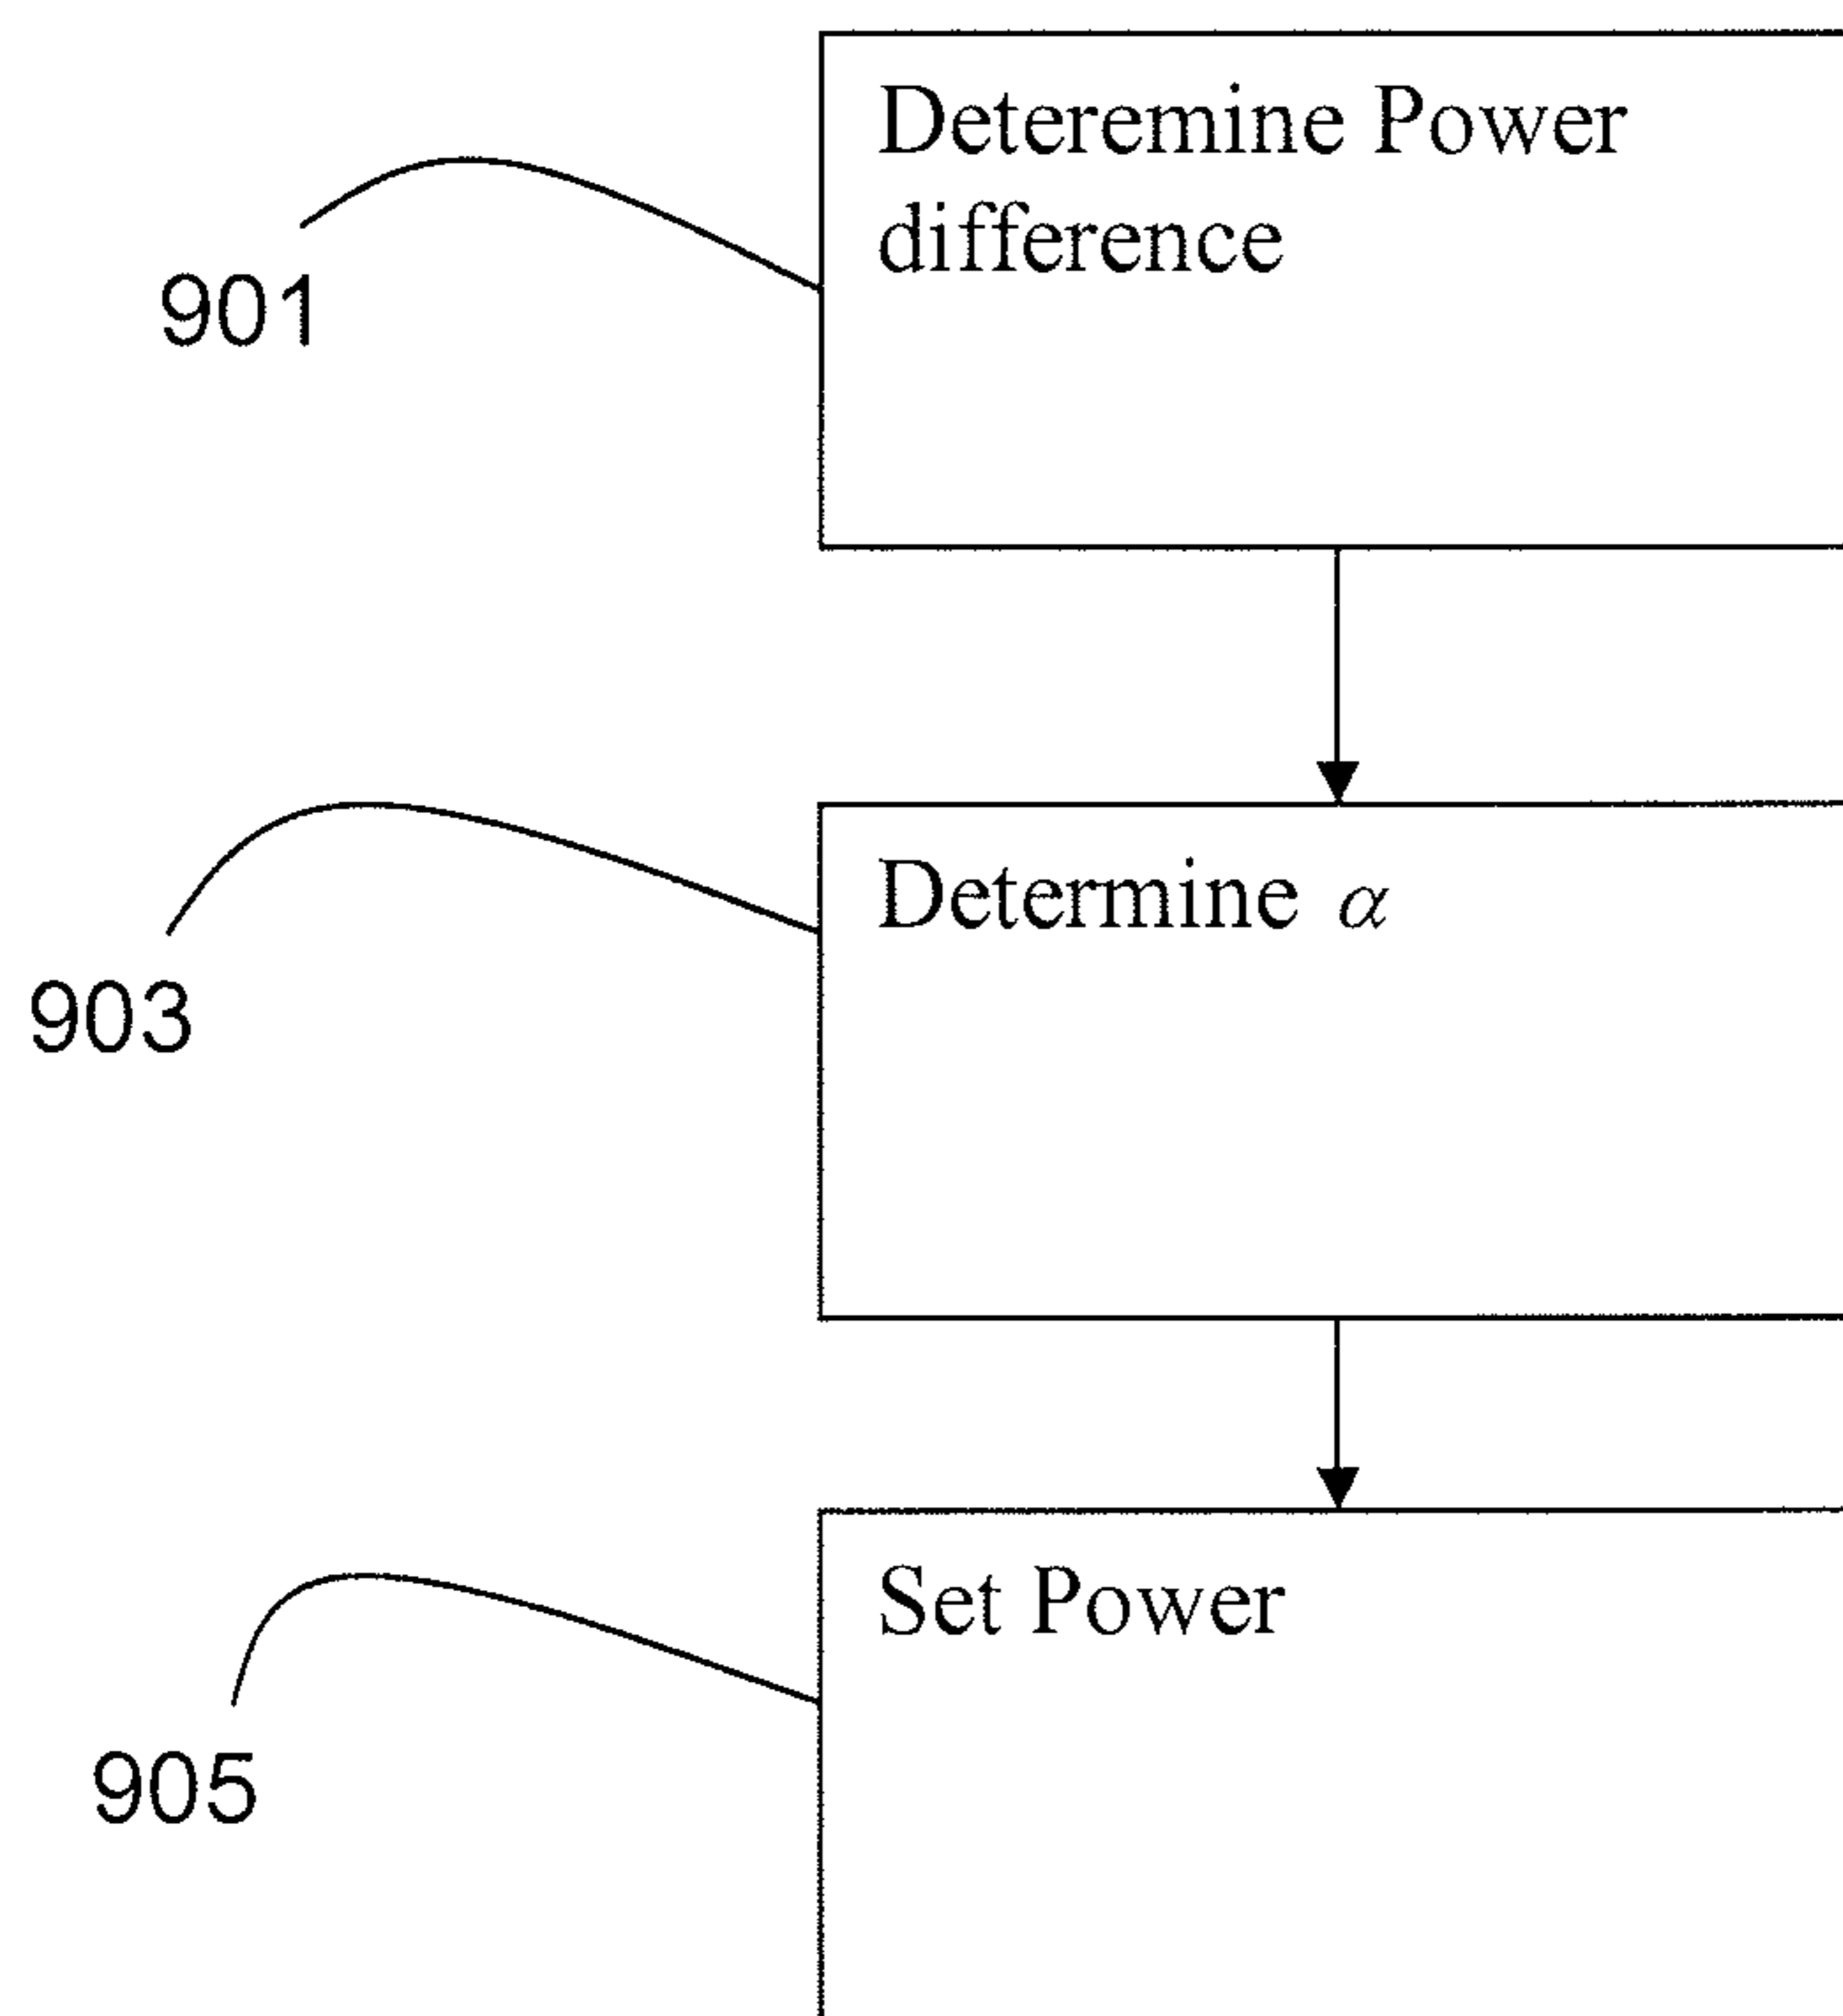 Deteremine Power
difference
901
Determine α
903
Set Power
905